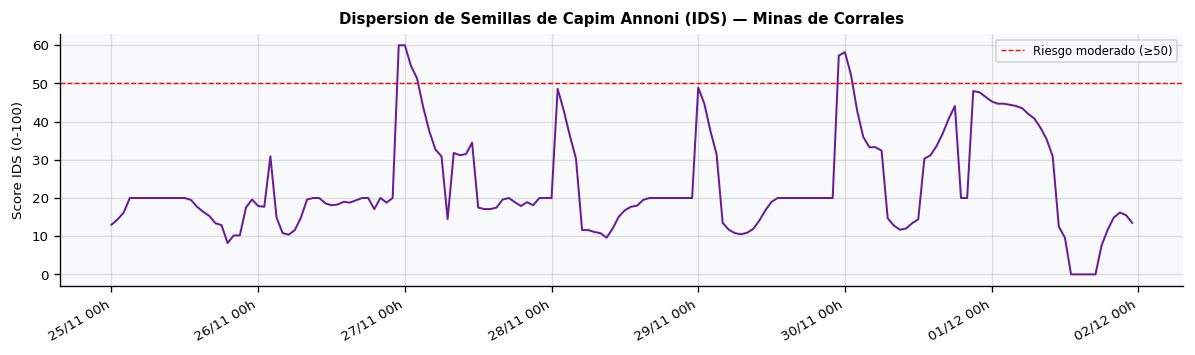 Dispersion de Semillas de Capim Annoni (IDS) — Minas de Corrales
Riesgo moderado (≥50)
Score IDS (0-100)
60
50
40
30
20
10
0
25/11 00h
26/11 00h
27/11 00h
28/11 00h
29/11 00h
30/11 00h
01/12 00h
02/12 00h